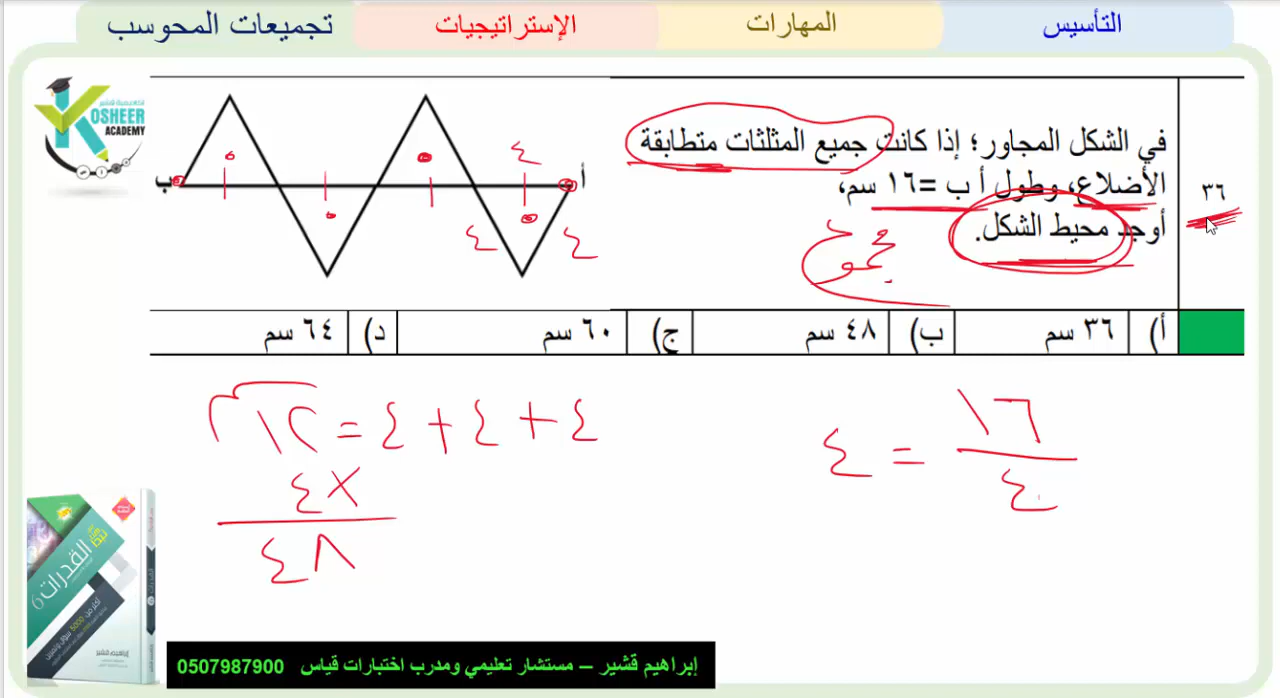 التأسيس
المهارات
الإستراتيجيات
تجميعات المحوسب
KOSHEER
ACADEMY
٣٦
في الشكل المجاور؛ إذا كانت جميع المثلثات متطابقة
الأضلاع، وطول أ ب =١٦ سم،
أوجد محيط الشكل.
مجموع
أ
ب
٤
٤
٤
أ) ٣٦ سم
ب) ٤٨ سم
ج) ٦٠ سم
د) ٦٤ سم
١٦
٤ =
٤
١٢ = ٤ + ٤ + ٤
٤ ×
٤٨
القدرات
إبراهيم قشير – مستشار تعليمي ومدرب اختبارات قياس 0507987900